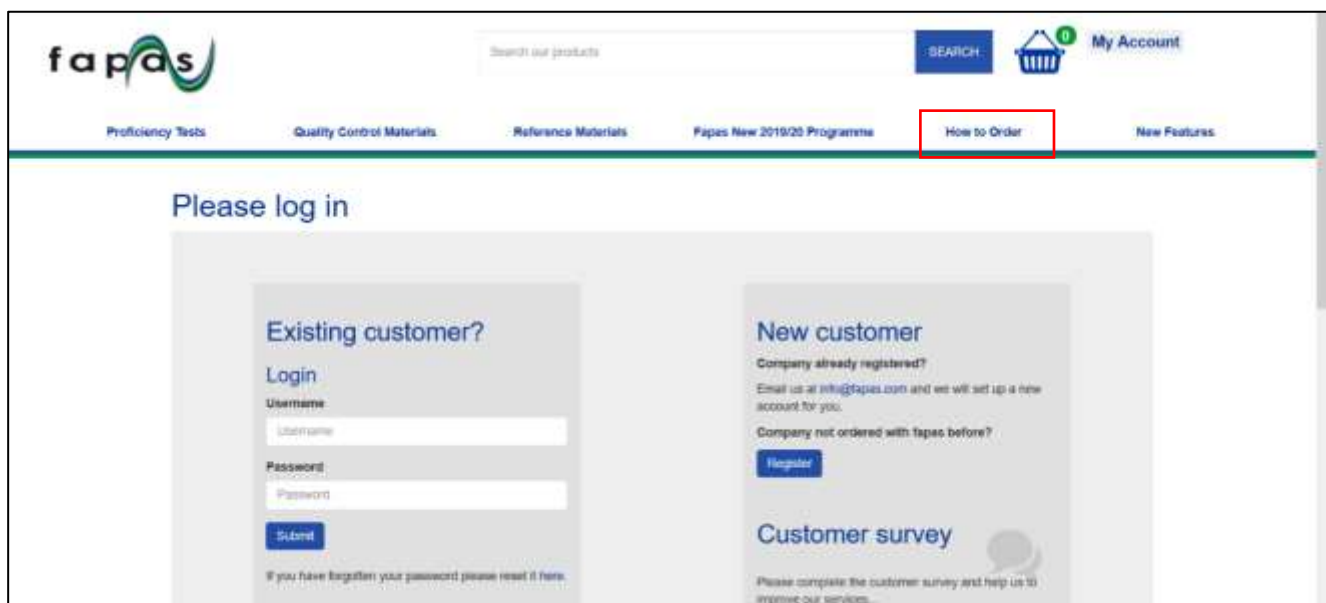 fapas
Search our products
SEARCH
0
My Account
Proficiency Tests
Quality Control Materials
Reference Materials
Fapas New 2019/20 Programme
How to Order
New Features
Please log in
Existing customer?
Login
Username
Username
Password
Password
Submit
If you have forgotten your password please reset it here.
New customer
Company already registered?
Email us at info@fapas.com and we will set up a new
account for you.
Company not ordered with fapas before?
Register
Customer survey
Please complete the customer survey and help us to
improve our services...